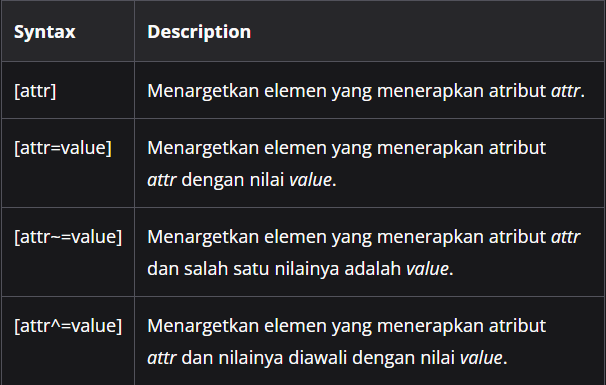 Syntax Description
[attr] Menargetkan elemen yang menerapkan atribut attr.
[attr=value] Menargetkan elemen yang menerapkan atribut
attr dengan nilai value.
[attr~=value] Menargetkan elemen yang menerapkan atribut attr
dan salah satu nilainya adalah value.
[attr^=value] Menargetkan elemen yang menerapkan atribut
attr dan nilainya diawali dengan nilai value.